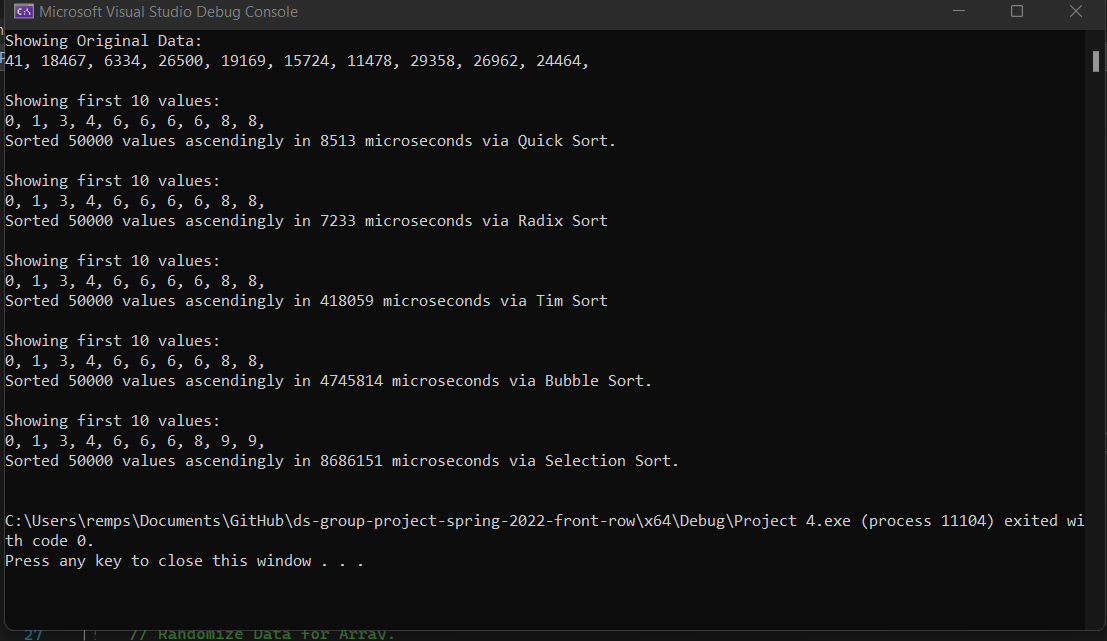 Microsoft Visual Studio Debug Console
Showing Original Data:
41, 18467, 6334, 26500, 19169, 15724, 11478, 29358, 26962, 24464,
Showing first 10 values:
0, 1, 3, 4, 6, 6, 6, 6, 8, 8,
Sorted 50000 values ascendingly in 8513 microseconds via Quick Sort.
Showing first 10 values:
0, 1, 3, 4, 6, 6, 6, 6, 8, 8,
Sorted 50000 values ascendingly in 7233 microseconds via Radix Sort
Showing first 10 values:
0, 1, 3, 4, 6, 6, 6, 6, 8, 8,
Sorted 50000 values ascendingly in 418059 microseconds via Tim Sort
Showing first 10 values:
0, 1, 3, 4, 6, 6, 6, 6, 8, 8,
Sorted 50000 values ascendingly in 4745814 microseconds via Bubble Sort.
Showing first 10 values:
0, 1, 3, 4, 6, 6, 6, 8, 9, 9,
Sorted 50000 values ascendingly in 8686151 microseconds via Selection Sort.
C:\Users\remps\Documents\GitHub\ds-group-project-spring-2022-front-row\x64\Debug\Project 4.exe (process 11104) exited wi
th code 0.
Press any key to close this window . . .
27 // Randomize Data for Array.